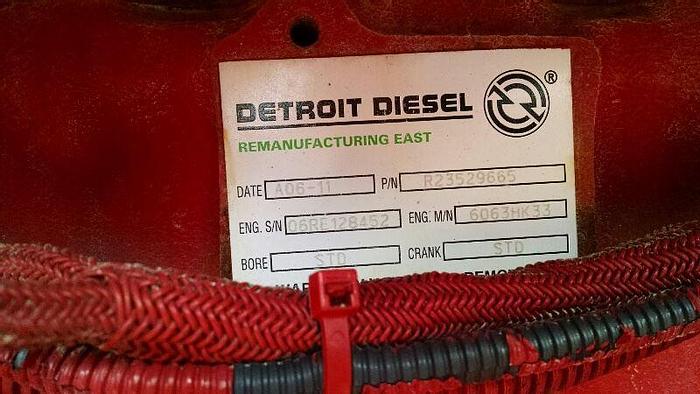 DETROIT DIESEL ®
REMANUFACTURING EAST
DATE A06-11 P/N R23529665
ENG. S/N 06RE128452 ENG. M/N 6063HK33
BORE STD CRANK STD